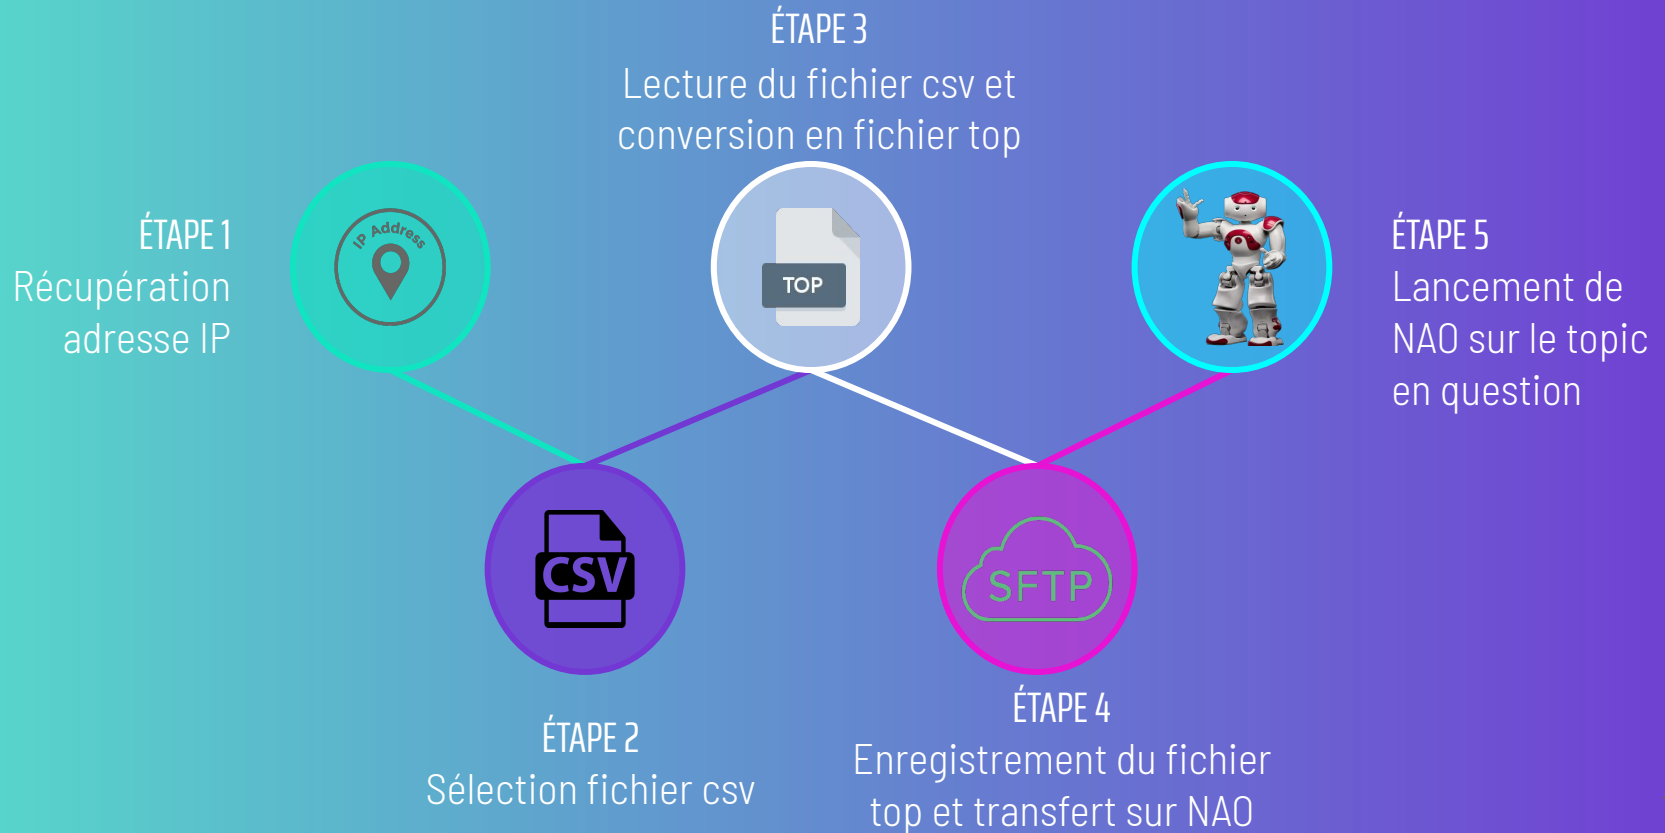 ÉTAPE 1
Récupération
adresse IP
IP Address
ÉTAPE 2
Sélection fichier csv
CSV
ÉTAPE 3
Lecture du fichier csv et
conversion en fichier top
TOP
ÉTAPE 4
Enregistrement du fichier
top et transfert sur NAO
SFTP
ÉTAPE 5
Lancement de
NAO sur le topic
en question